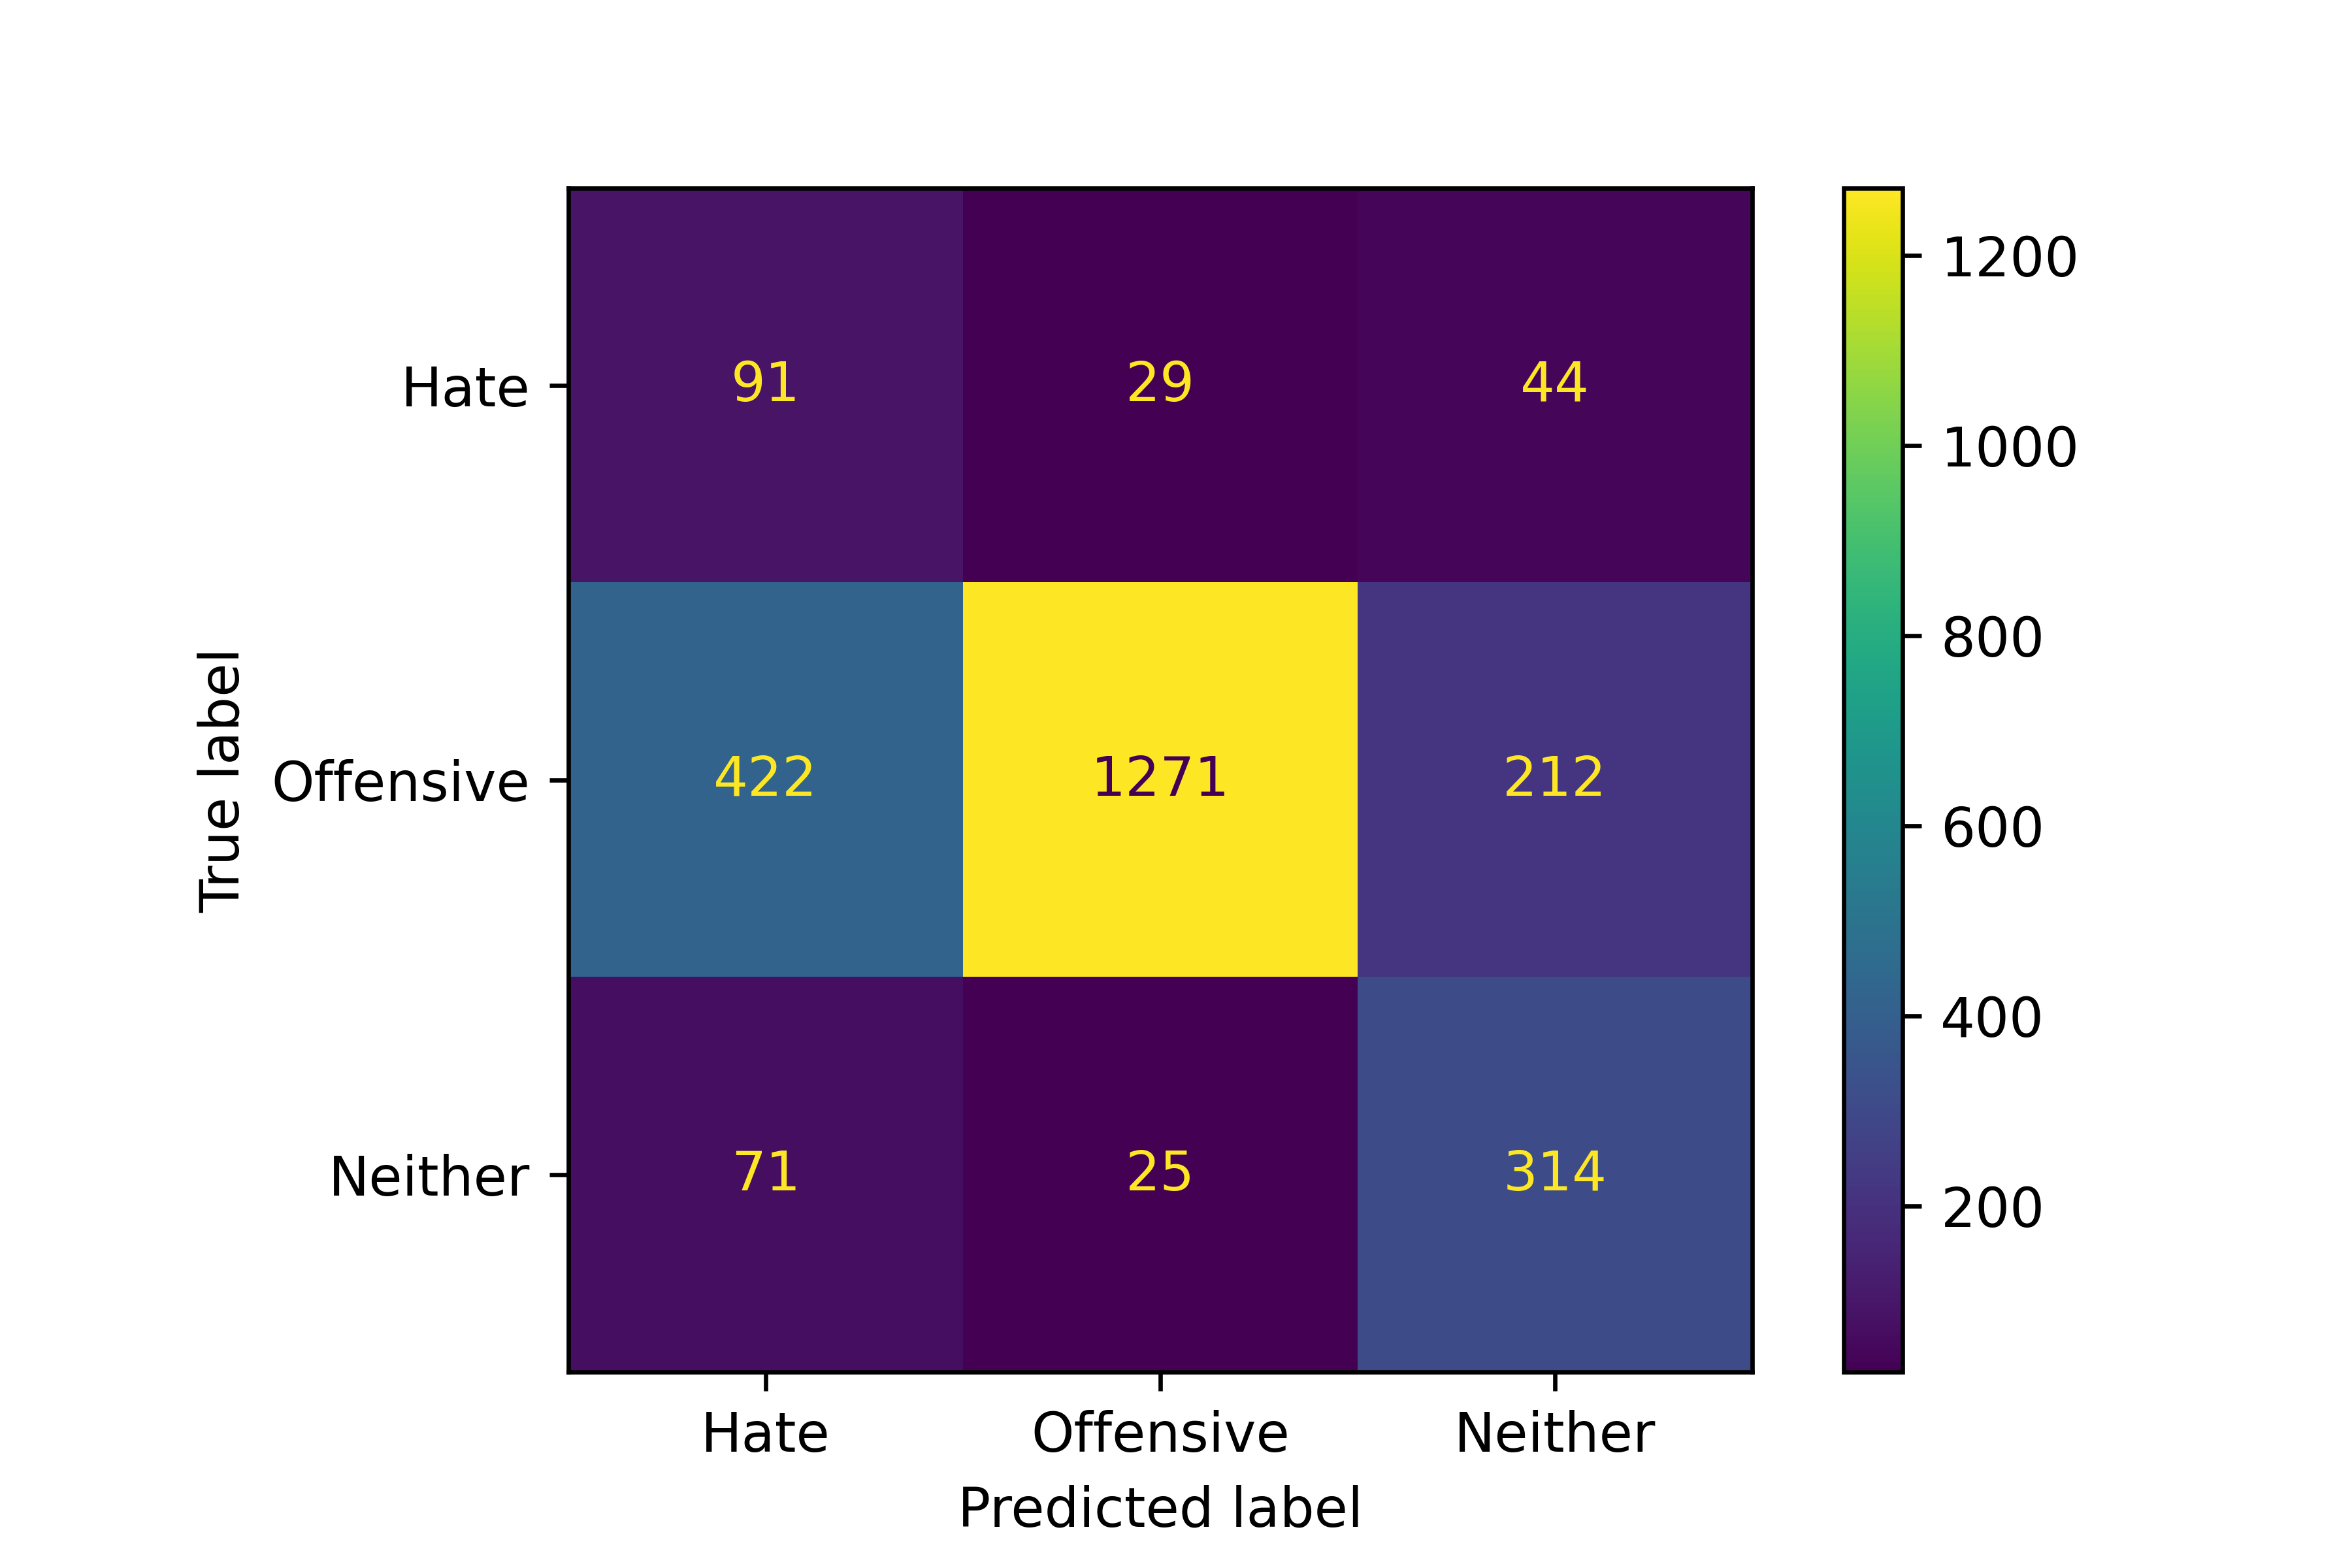 Hate 91 29 44
Offensive 422 1271 212
Neither 71 25 314
Hate Offensive Neither
Predicted label
True label
1200
1000
800
600
400
200